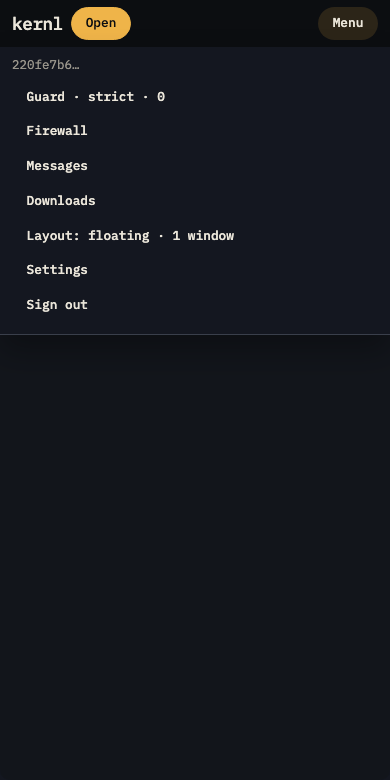 kernl Open Menu
220fe7b6…
Guard · strict · 0
Firewall
Messages
Downloads
Layout: floating · 1 window
Settings
Sign out